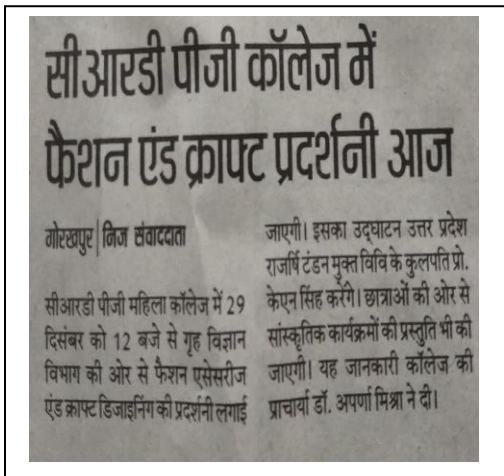 सीआरडी पीजी कॉलेज में
फैशन एंड क्राफ्ट प्रदर्शनी आज
गोरखपुर | निज संवाददाता
सीआरडी पीजी महिला कॉलेज में 29
दिसंबर को 12 बजे से गृह विज्ञान
विभाग की ओर से फैशन एसेसरीज
एंड क्राफ्ट डिजाइनिंग की प्रदर्शनी लगाई
जाएगी। इसका उद्घाटन उत्तर प्रदेश
राजर्षि टंडन मुक्त विवि के कुलपति प्रो.
केएन सिंह करेंगे। छात्राओं की ओर से
सांस्कृतिक कार्यक्रमों की प्रस्तुति भी की
जाएगी। यह जानकारी कॉलेज की
प्राचार्या डॉ. अपर्णा मिश्रा ने दी।